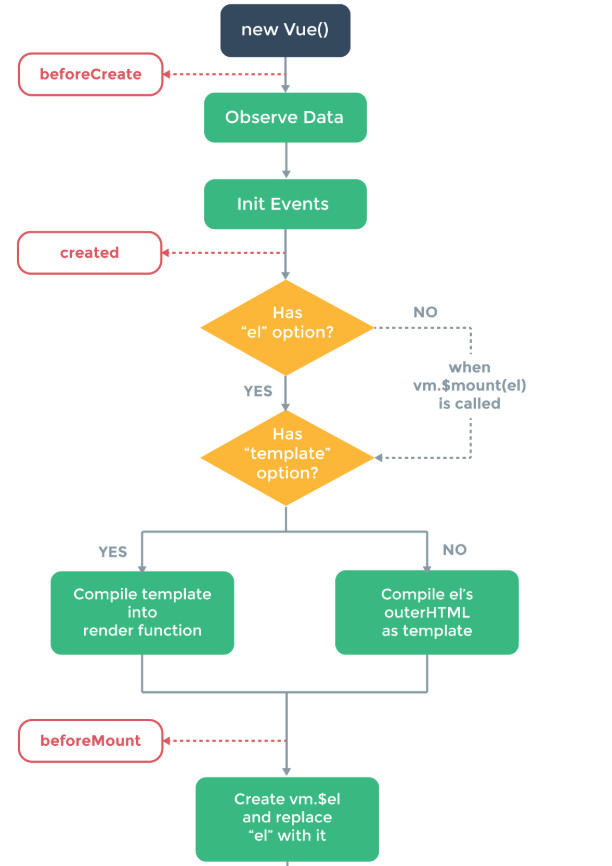 new Vue()
beforeCreate
Observe Data
Init Events
created
Has
“el” option?
NO
when
vm.$mount(el)
is called
YES
Has
“template”
option?
YES
NO
Compile template
into
render function
Compile el’s
outerHTML
as template
beforeMount
Create vm.$el
and replace
“el” with it